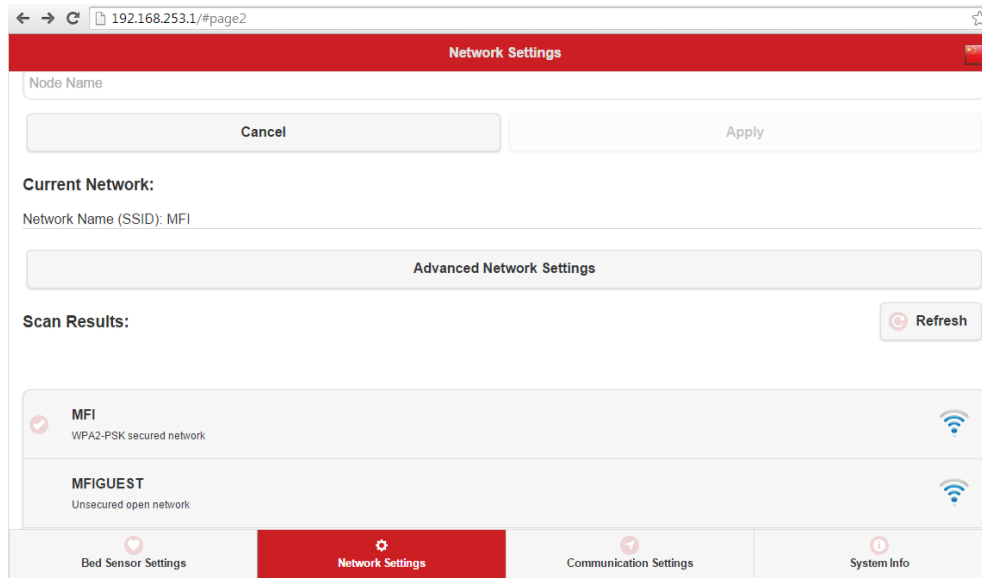 192.168.253.1/#page2
Network Settings
Node Name
Cancel
Apply
Current Network:
Network Name (SSID): MFI
Advanced Network Settings
Scan Results:
Refresh
MFI
WPA2-PSK secured network
MFIGUEST
Unsecured open network
Bed Sensor Settings
Network Settings
Communication Settings
System Info